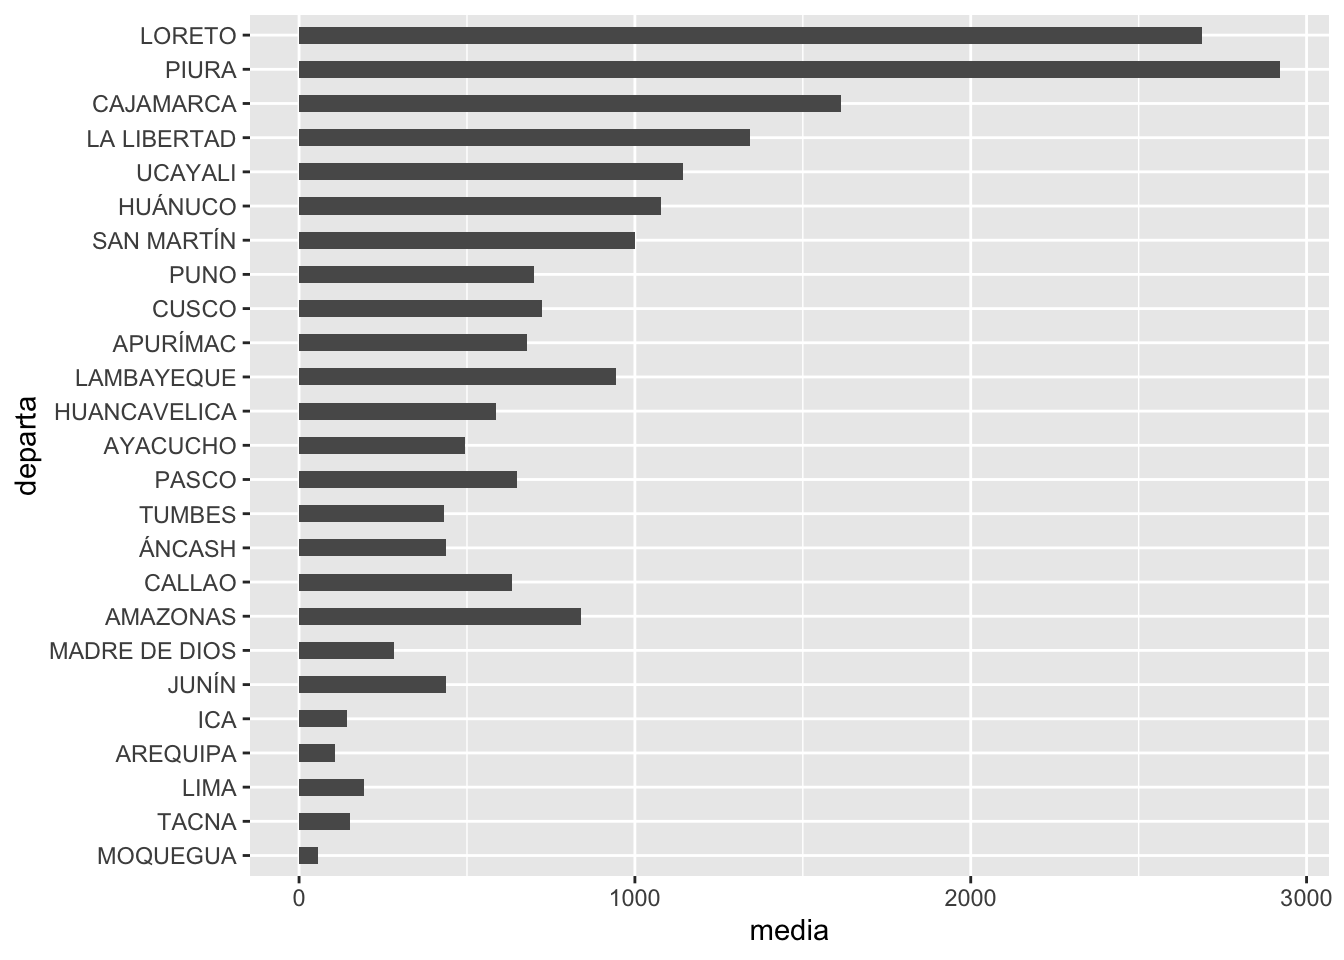 LORETO
PIURA
CAJAMARCA
LA LIBERTAD
UCAYALI
HUÁNUCO
SAN MARTÍN
PUNO
CUSCO
APURÍMAC
LAMBAYEQUE
HUANCAVELICA
AYACUCHO
PASCO
TUMBES
ÁNCASH
CALLAO
AMAZONAS
MADRE DE DIOS
JUNÍN
ICA
AREQUIPA
LIMA
TACNA
MOQUEGUA
departa
0 1000 2000 3000
media